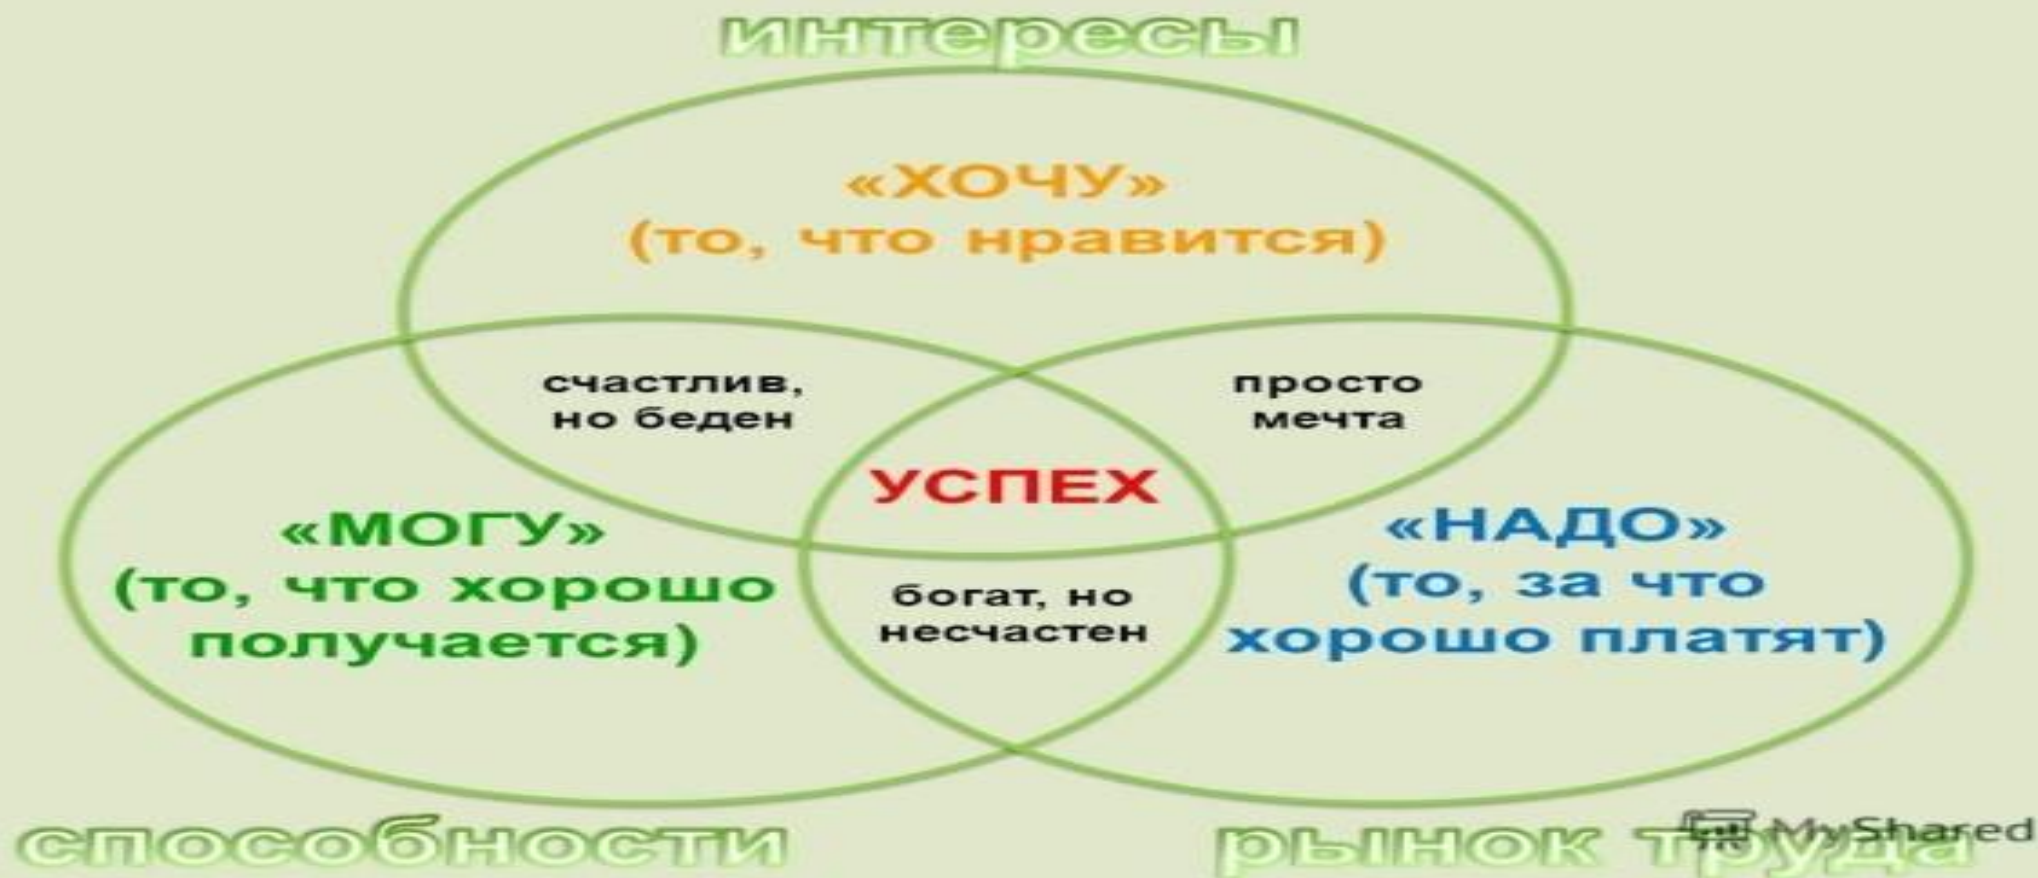 интересы
«ХОЧУ»
(то, что нравится)
счастлив,
но беден
просто
мечта
УСПЕХ
«МОГУ»
(то, что хорошо
получается)
«НАДО»
(то, за что
хорошо платят)
богат, но
несчастен
способности
рынок труда
MyShared